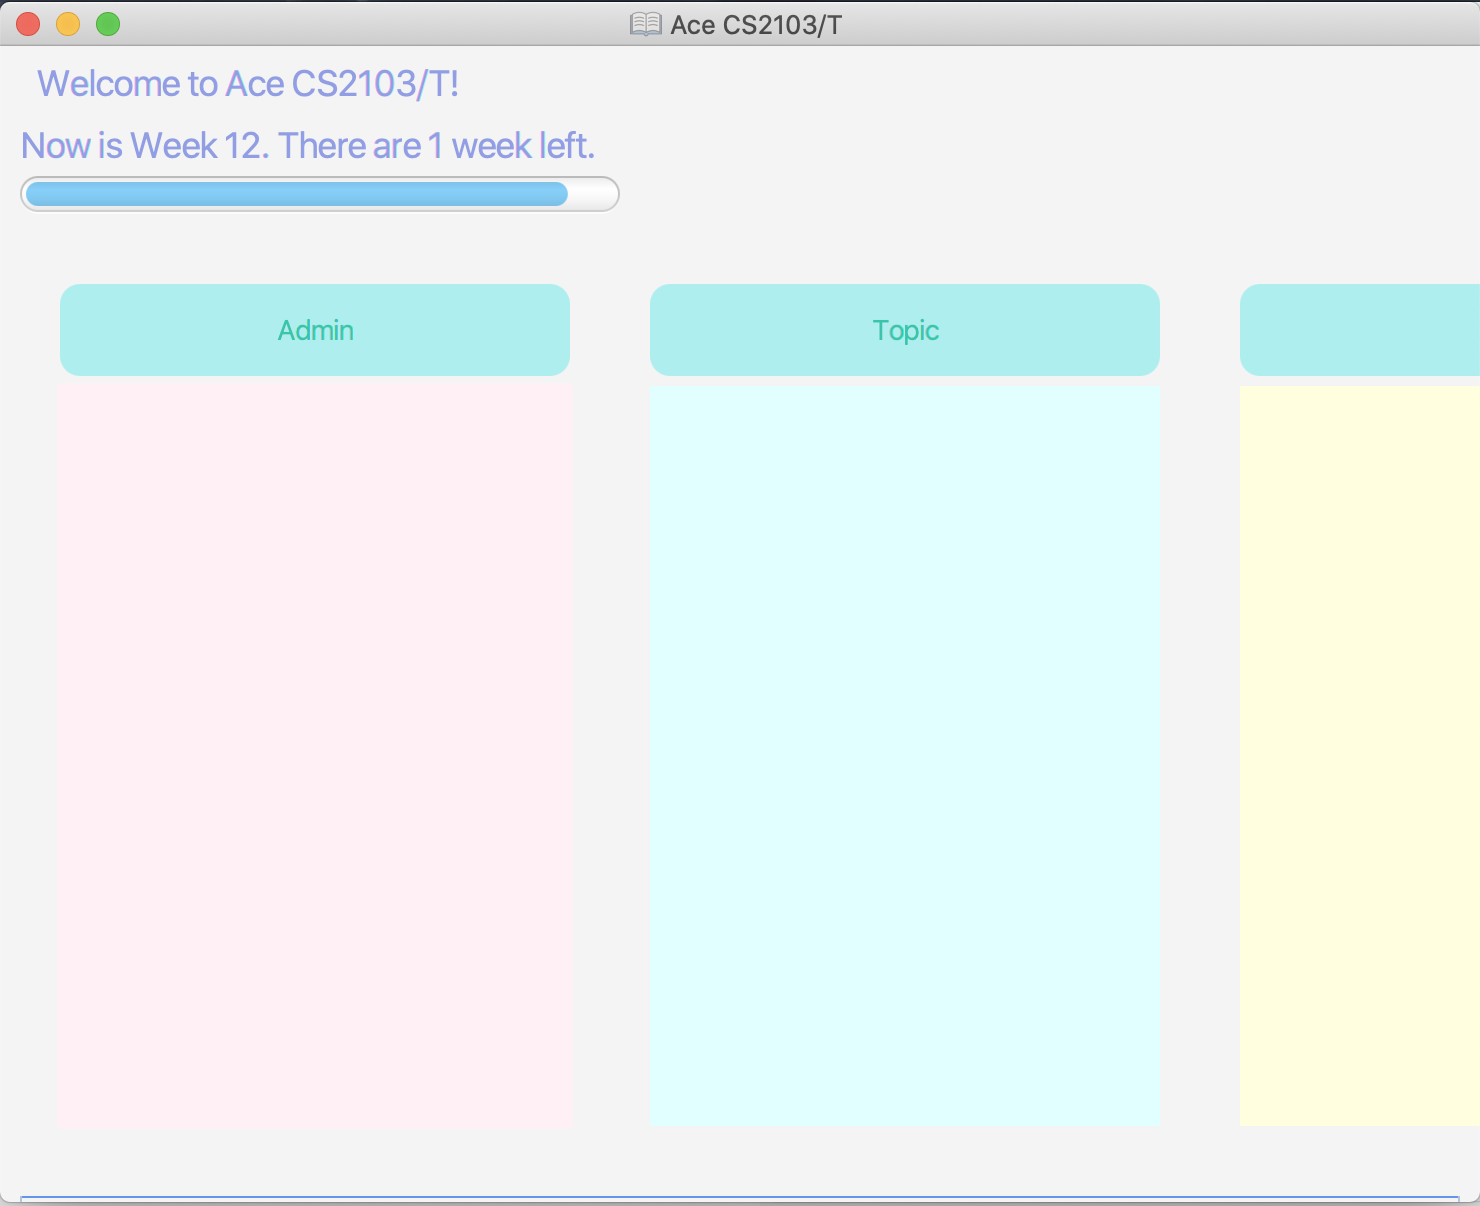 Ace CS2103/T
Welcome to Ace CS2103/T!
Now is Week 12. There are 1 week left.
Admin
Topic